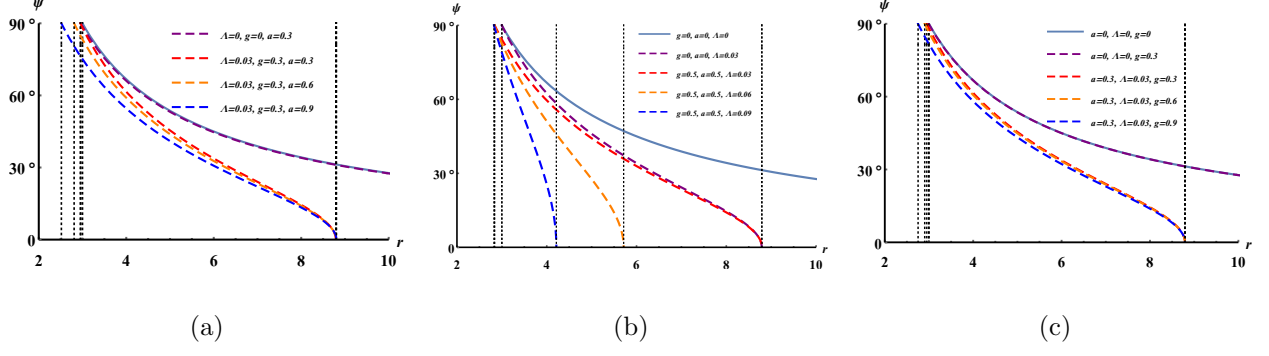 ψ
90°
60°
30°
0
2
4
6
8
10
r
Λ=0, g=0, a=0.3
Λ=0.03, g=0.3, a=0.3
Λ=0.03, g=0.3, a=0.6
Λ=0.03, g=0.3, a=0.9
(a)
ψ
90°
60°
30°
0
2
4
6
8
10
r
g=0, a=0, Λ=0
g=0, a=0, Λ=0.03
g=0.5, a=0.5, Λ=0.03
g=0.5, a=0.5, Λ=0.06
g=0.5, a=0.5, Λ=0.09
(b)
ψ
90°
60°
30°
0
2
4
6
8
10
r
a=0, Λ=0, g=0
a=0, Λ=0, g=0.3
a=0.3, Λ=0.03, g=0.3
a=0.3, Λ=0.03, g=0.6
a=0.3, Λ=0.03, g=0.9
(c)